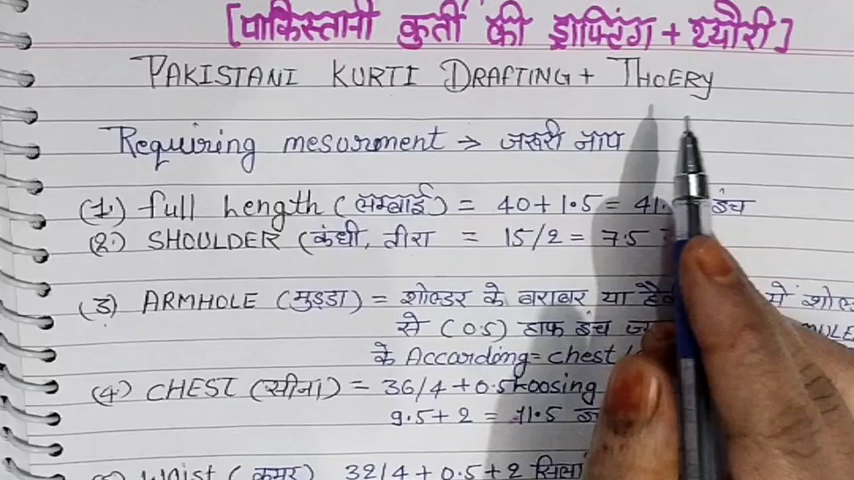 [पाकिस्तानी कुर्ती की ड्राफ्टिंग + थ्योरी]
PAKISTANI KURTI DRAFTING + THOERY
Requiring mesurment → जरूरी नाप
(1.) full length (लम्बाई) = 40 + 1.5 = 41. इंच
(2.) SHOULDER (कंधी, तीरा = 15/2 = 7.5
(3) ARMHOLE (मुड्डा) = शोल्डर के बराबर या में
से (0.5) हाफ इंच
के According = chest
(4.) CHEST (सीना) = 36/4 + 0.5 Loosing
9.5 + 2 = 11.5
Waist (कमर) 32/4 + 0.5 + 2